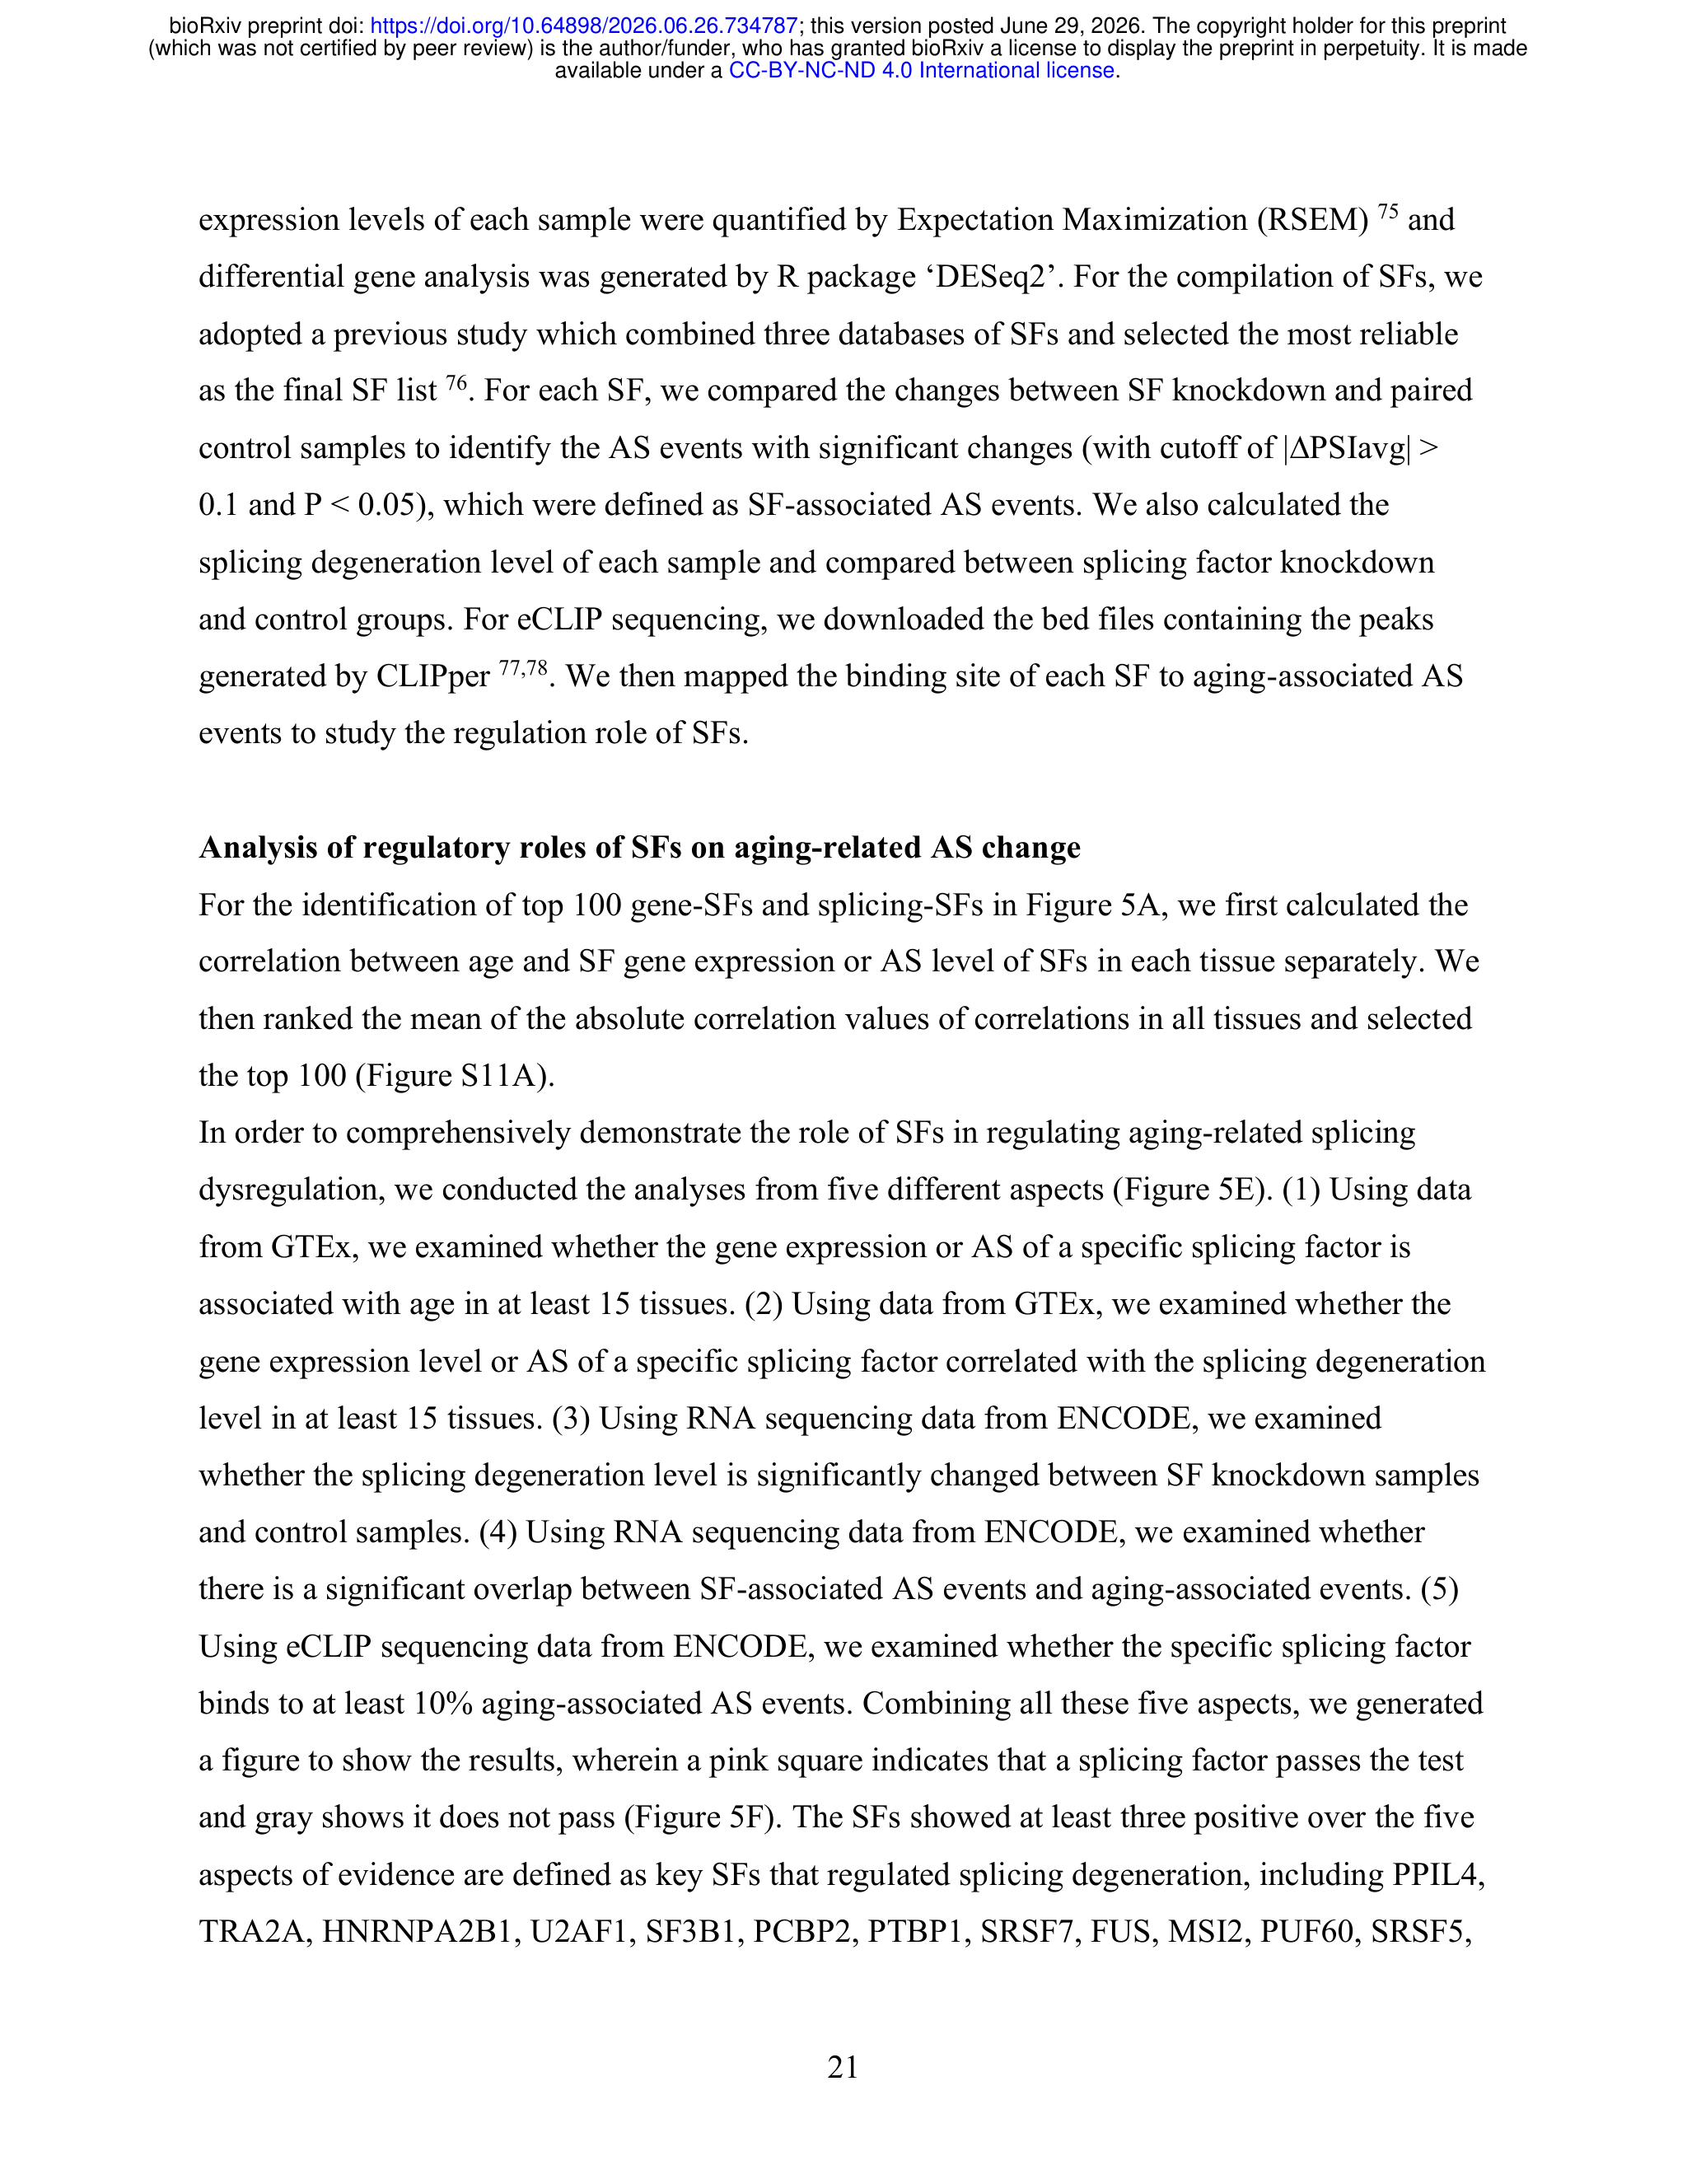 bioRxiv preprint doi: https://doi.org/10.64898/2026.06.26.734787; this version posted June 29, 2026. The copyright holder for this preprint
(which was not certified by peer review) is the author/funder, who has granted bioRxiv a license to display the preprint in perpetuity. It is made
available under a CC-BY-NC-ND 4.0 International license.
expression levels of each sample were quantified by Expectation Maximization (RSEM) 75 and
differential gene analysis was generated by R package ‘DESeq2’. For the compilation of SFs, we
adopted a previous study which combined three databases of SFs and selected the most reliable
as the final SF list 76. For each SF, we compared the changes between SF knockdown and paired
control samples to identify the AS events with significant changes (with cutoff of |ΔPSIavg| >
0.1 and P < 0.05), which were defined as SF-associated AS events. We also calculated the
splicing degeneration level of each sample and compared between splicing factor knockdown
and control groups. For eCLIP sequencing, we downloaded the bed files containing the peaks
generated by CLIPper 77,78. We then mapped the binding site of each SF to aging-associated AS
events to study the regulation role of SFs.
Analysis of regulatory roles of SFs on aging-related AS change
For the identification of top 100 gene-SFs and splicing-SFs in Figure 5A, we first calculated the
correlation between age and SF gene expression or AS level of SFs in each tissue separately. We
then ranked the mean of the absolute correlation values of correlations in all tissues and selected
the top 100 (Figure S11A).
In order to comprehensively demonstrate the role of SFs in regulating aging-related splicing
dysregulation, we conducted the analyses from five different aspects (Figure 5E). (1) Using data
from GTEx, we examined whether the gene expression or AS of a specific splicing factor is
associated with age in at least 15 tissues. (2) Using data from GTEx, we examined whether the
gene expression level or AS of a specific splicing factor correlated with the splicing degeneration
level in at least 15 tissues. (3) Using RNA sequencing data from ENCODE, we examined
whether the splicing degeneration level is significantly changed between SF knockdown samples
and control samples. (4) Using RNA sequencing data from ENCODE, we examined whether
there is a significant overlap between SF-associated AS events and aging-associated events. (5)
Using eCLIP sequencing data from ENCODE, we examined whether the specific splicing factor
binds to at least 10% aging-associated AS events. Combining all these five aspects, we generated
a figure to show the results, wherein a pink square indicates that a splicing factor passes the test
and gray shows it does not pass (Figure 5F). The SFs showed at least three positive over the five
aspects of evidence are defined as key SFs that regulated splicing degeneration, including PPIL4,
TRA2A, HNRNPA2B1, U2AF1, SF3B1, PCBP2, PTBP1, SRSF7, FUS, MSI2, PUF60, SRSF5,
21